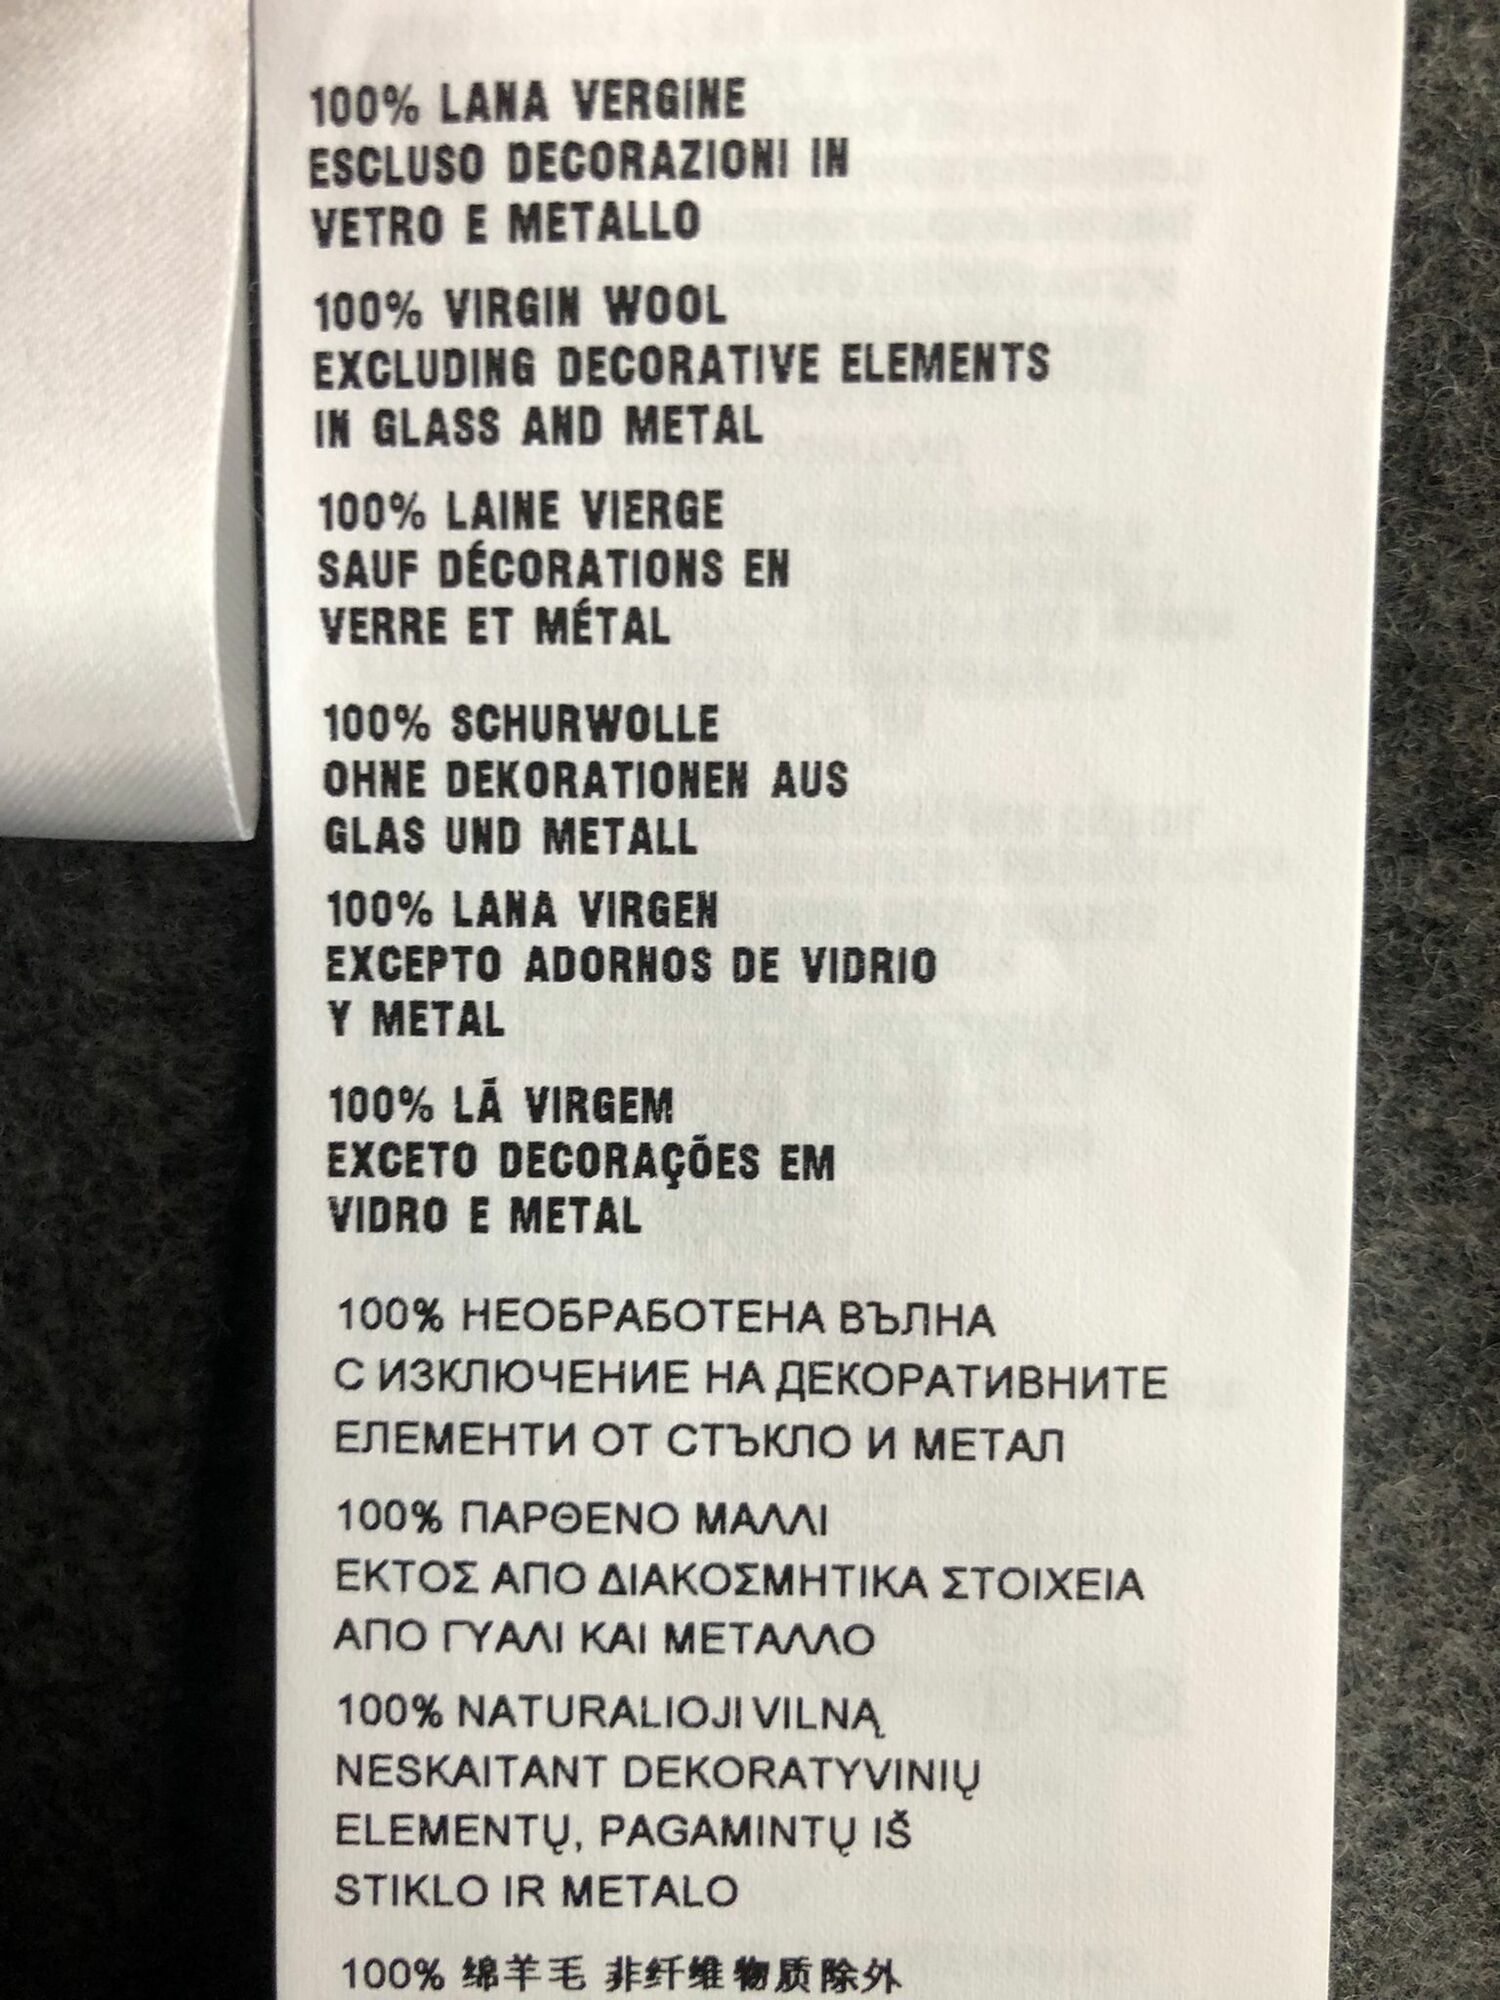 100% LANA VERGINE
ESCLUSO DECORAZIONI IN
VETRO E METALLO
100% VIRGIN WOOL
EXCLUDING DECORATIVE ELEMENTS
IN GLASS AND METAL
100% LAINE VIERGE
SAUF DÉCORATIONS EN
VERRE ET MÉTAL
100% SCHURWOLLE
OHNE DEKORATIONEN AUS
GLAS UND METALL
100% LANA VIRGEN
EXCEPTO ADORNOS DE VIDRIO
Y METAL
100% LÃ VIRGEM
EXCETO DECORAÇÕES EM
VIDRO E METAL
100% НЕОБРАБОТЕНА ВЪЛНА
С ИЗКЛЮЧЕНИЕ НА ДЕКОРАТИВНИТЕ
ЕЛЕМЕНТИ ОТ СТЪКЛО И МЕТАЛ
100% ΠΑΡΘΕΝΟ ΜΑΛΛΙ
ΕΚΤΟΣ ΑΠΟ ΔΙΑΚΟΣΜΗΤΙΚΑ ΣΤΟΙΧΕΙΑ
ΑΠΟ ΓΥΑΛΙ ΚΑΙ ΜΕΤΑΛΛΟ
100% NATURALIOJI VILNĄ
NESKAITANT DEKORATYVINIŲ
ELEMENTŲ, PAGAMINTŲ IŠ
STIKLO IR METALO
100% 绵羊毛 非纤维物质除外